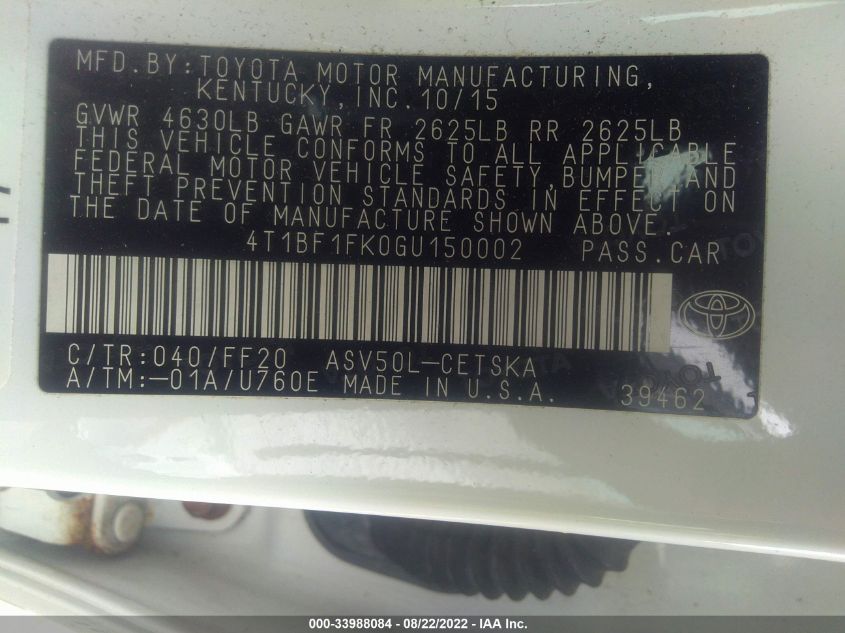 MFD.BY:TOYOTA MOTOR MANUFACTURING,
KENTUCKY,INC.10/15
GVWR 4630LB GAWR FR 2625LB RR 2625LB
THIS VEHICLE CONFORMS TO ALL APPLICABLE
FEDERAL MOTOR VEHICLE SAFETY,BUMPER AND
THEFT PREVENTION STANDARDS IN EFFECT ON
THE DATE OF MANUFACTURE SHOWN ABOVE.
4T1BF1FK0GU150002 PASS.CAR
C/TR:040/FF20 ASV50L-CETSKA
A/TM:-01A/U760E MADE IN U.S.A. 39462
000-33988084 - 08/22/2022 - IAAI.com